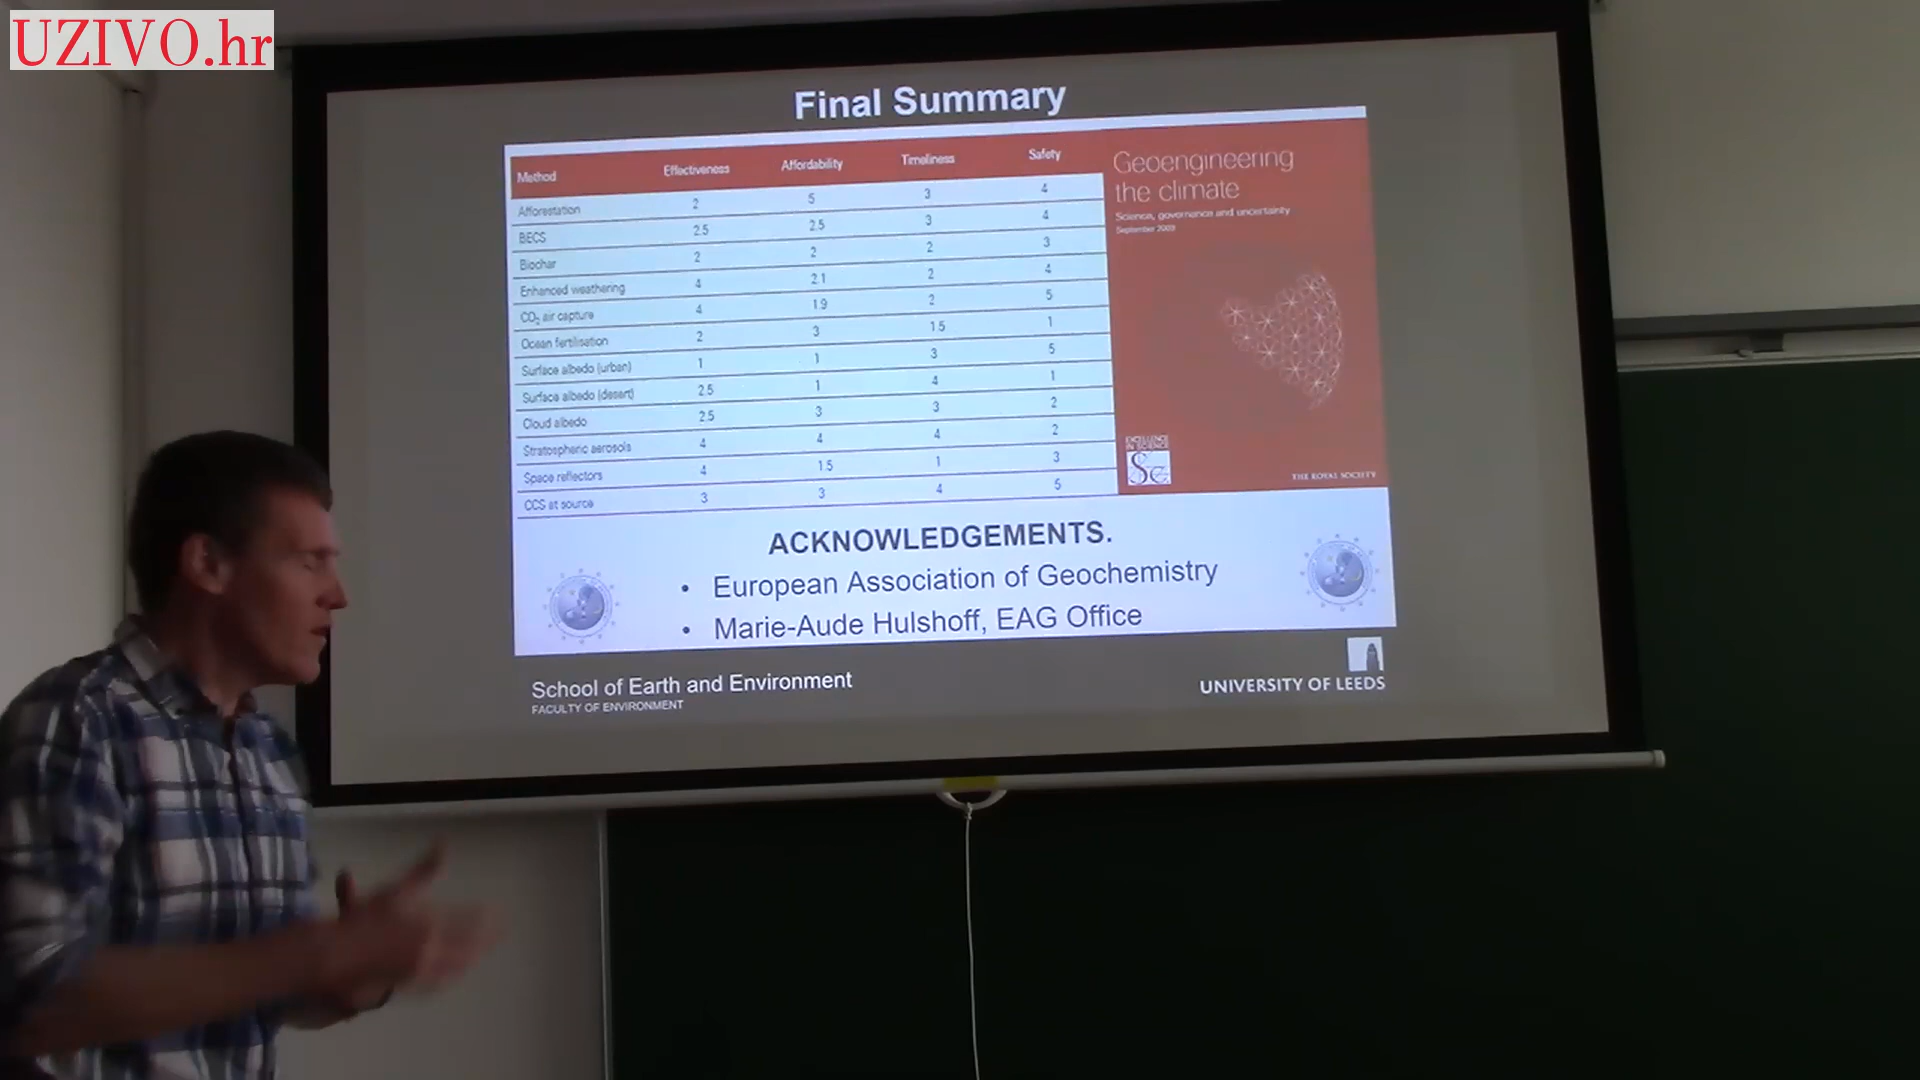 UZIVO.hr
Final Summary
Method Effectiveness Affordability Timeliness Safety
Afforestation 2 5 3 4
BECS 2.5 2.5 3 4
Biochar 2 2 2 3
Enhanced weathering 4 2.1 2 4
CO₂ air capture 4 1.9 2 5
Ocean fertilisation 2 3 1.5 1
Surface albedo (urban) 1 1 3 5
Surface albedo (desert) 2.5 1 4 1
Cloud albedo 2.5 3 3 2
Stratospheric aerosols 4 4 4 2
Space reflectors 4 1.5 1 3
CCS at source 3 3 4 5
Geoengineering
the climate
Science, governance and uncertainty
September 2009
EXCELLENCE
IN SCIENCE
THE ROYAL SOCIETY
ACKNOWLEDGEMENTS.
• European Association of Geochemistry
• Marie-Aude Hulshoff, EAG Office
School of Earth and Environment
FACULTY OF ENVIRONMENT
UNIVERSITY OF LEEDS